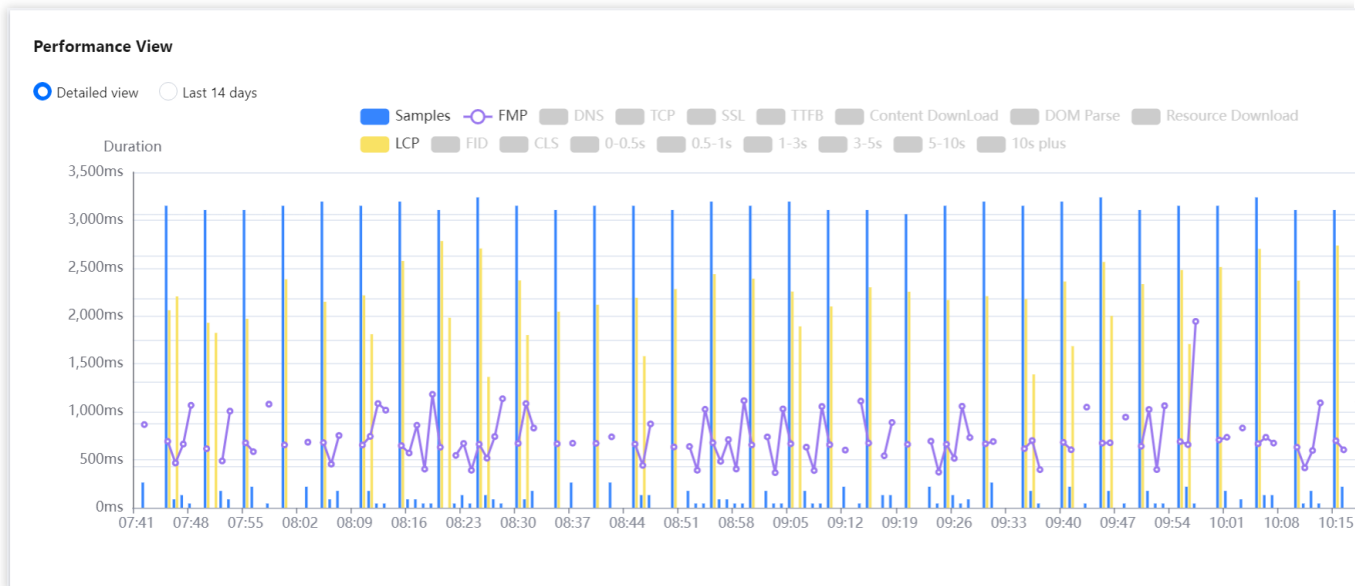 Performance View
Detailed view Last 14 days
Samples FMP DNS TCP SSL TTFB Content DownLoad DOM Parse Resource Download
LCP FID CLS 0-0.5s 0.5-1s 1-3s 3-5s 5-10s 10s plus
Duration
3,500ms
3,000ms
2,500ms
2,000ms
1,500ms
1,000ms
500ms
0ms
07:41 07:48 07:55 08:02 08:09 08:16 08:23 08:30 08:37 08:44 08:51 08:58 09:05 09:12 09:19 09:26 09:33 09:40 09:47 09:54 10:01 10:08 10:15